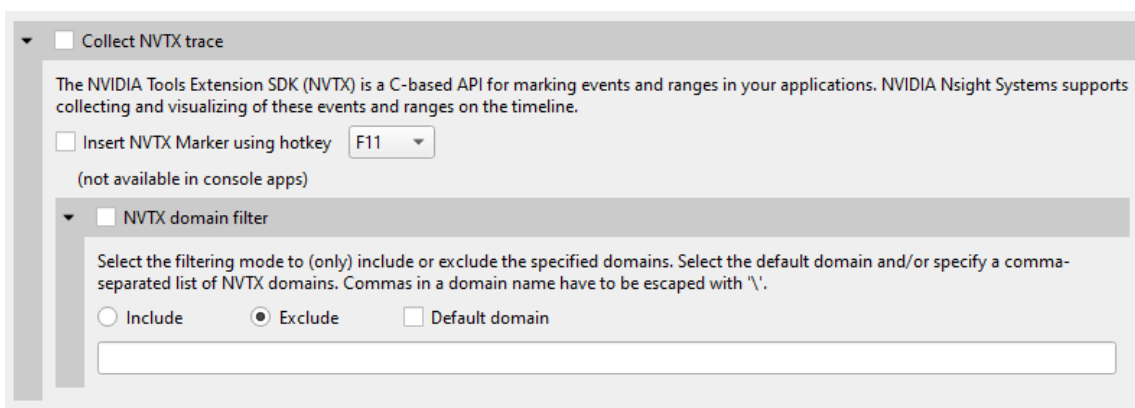 Collect NVTX trace
The NVIDIA Tools Extension SDK (NVTX) is a C-based API for marking events and ranges in your applications. NVIDIA Nsight Systems supports
collecting and visualizing of these events and ranges on the timeline.
Insert NVTX Marker using hotkey F11
(not available in console apps)
NVTX domain filter
Select the filtering mode to (only) include or exclude the specified domains. Select the default domain and/or specify a comma-
separated list of NVTX domains. Commas in a domain name have to be escaped with '\'.
Include Exclude Default domain